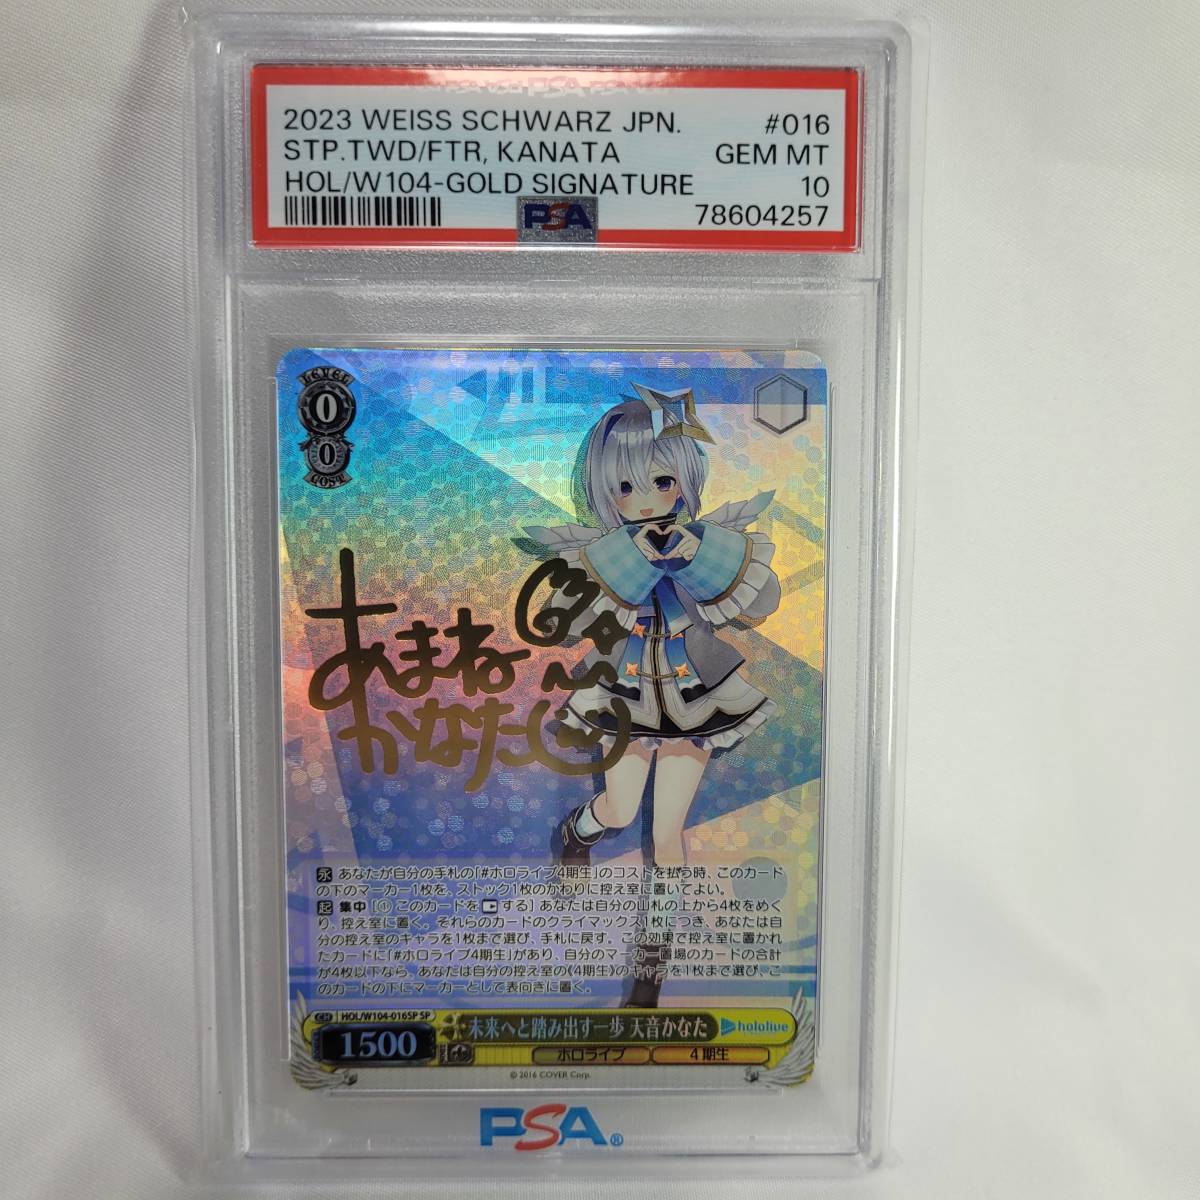 2023 WEISS SCHWARZ JPN. #016
STP.TWD/FTR, KANATA GEM MT
HOL/W104-GOLD SIGNATURE 10
PSA 78604257
LEVEL
0
0
COST
あまね
かなた
永 あなたが自分の手札の「#ホロライブ4期生」のコストを払う時、このカード
の下のマーカー1枚を、ストック1枚のかわりに控え室に置いてよい。
起 集中 [① このカードをする] あなたは自分の山札の上から4枚をめく
り、控え室に置く。それらのカードのクライマックス1枚につき、あなたは自
分の控え室のキャラを1枚まで選び、手札に戻す。この効果で控え室に置かれ
たカードに「#ホロライブ4期生」があり、自分のマーカー置場のカードの合計
が4枚以下なら、あなたは自分の控え室の《4期生》のキャラを1枚まで選び、こ
のカードの下にマーカーとして表向きに置く。
CH HOL/W104-016SP SP 未来へと踏み出す一歩 天音かなた hololive
1500 ホロライブ 4期生
© 2016 COVER Corp.
PSA®